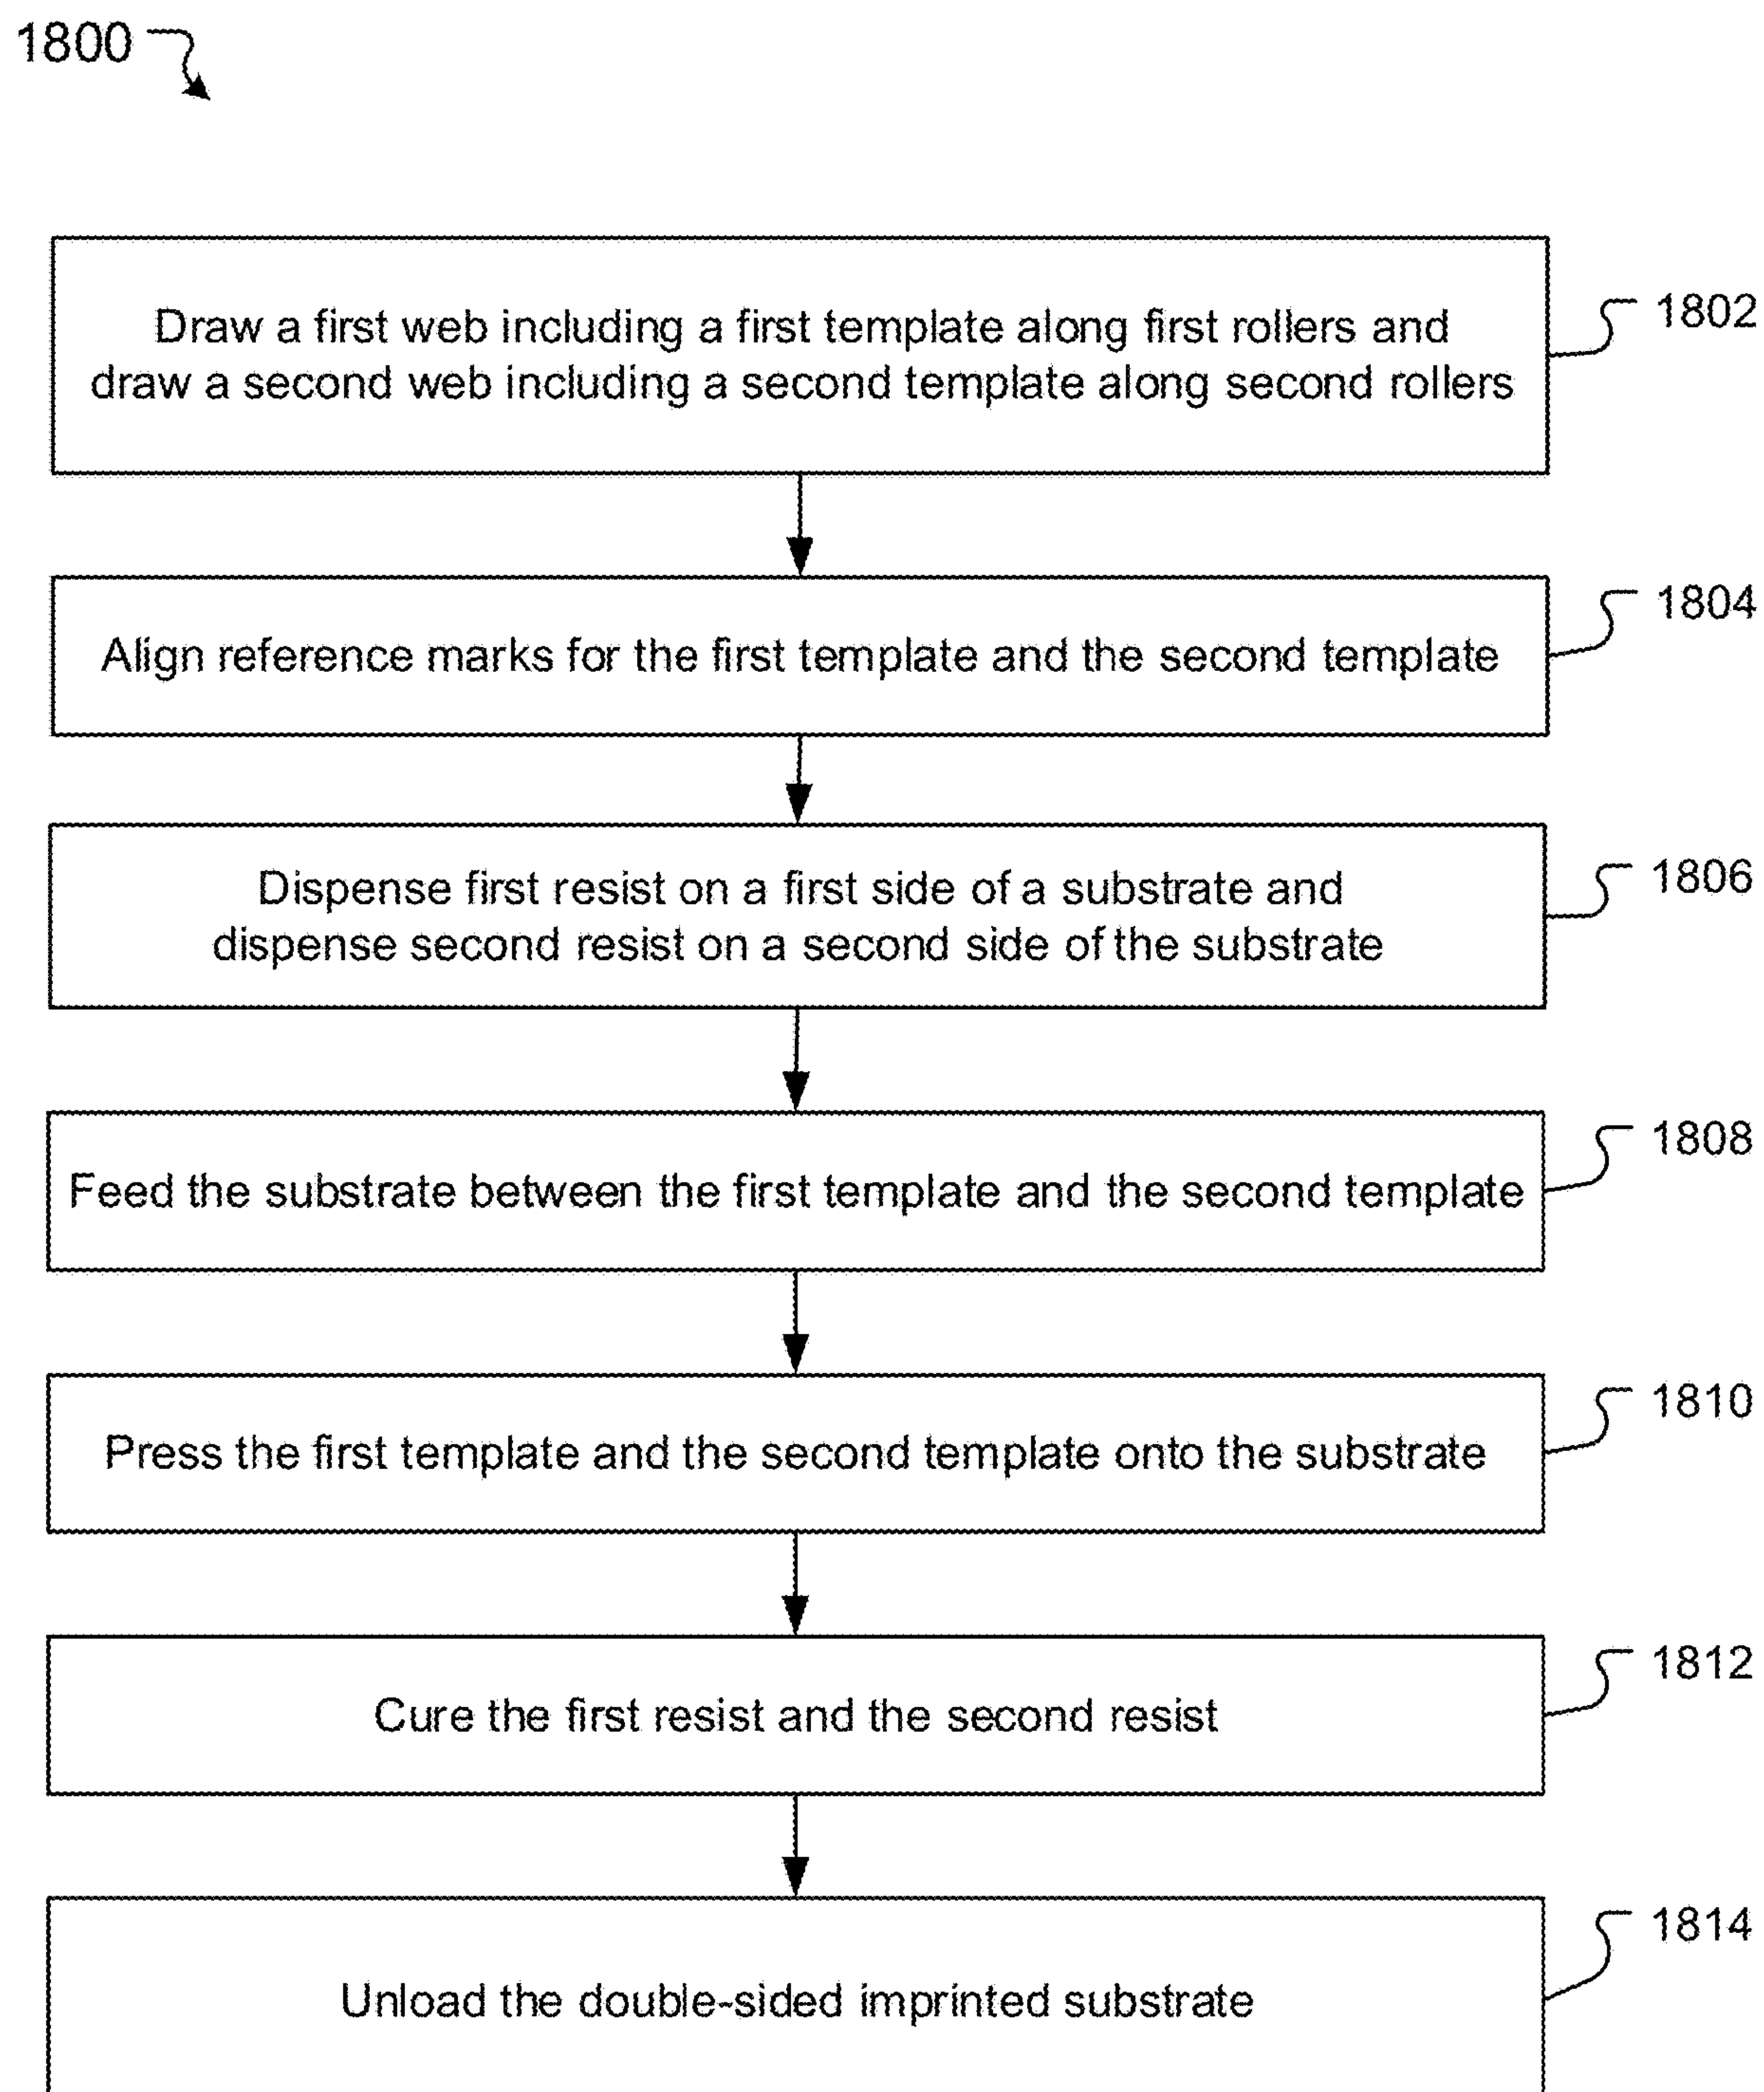 1800
Draw a first web including a first template along first rollers and
draw a second web including a second template along second rollers
1802
Align reference marks for the first template and the second template
1804
Dispense first resist on a first side of a substrate and
dispense second resist on a second side of the substrate
1806
Feed the substrate between the first template and the second template
1808
Press the first template and the second template onto the substrate
1810
Cure the first resist and the second resist
1812
Unload the double-sided imprinted substrate
1814